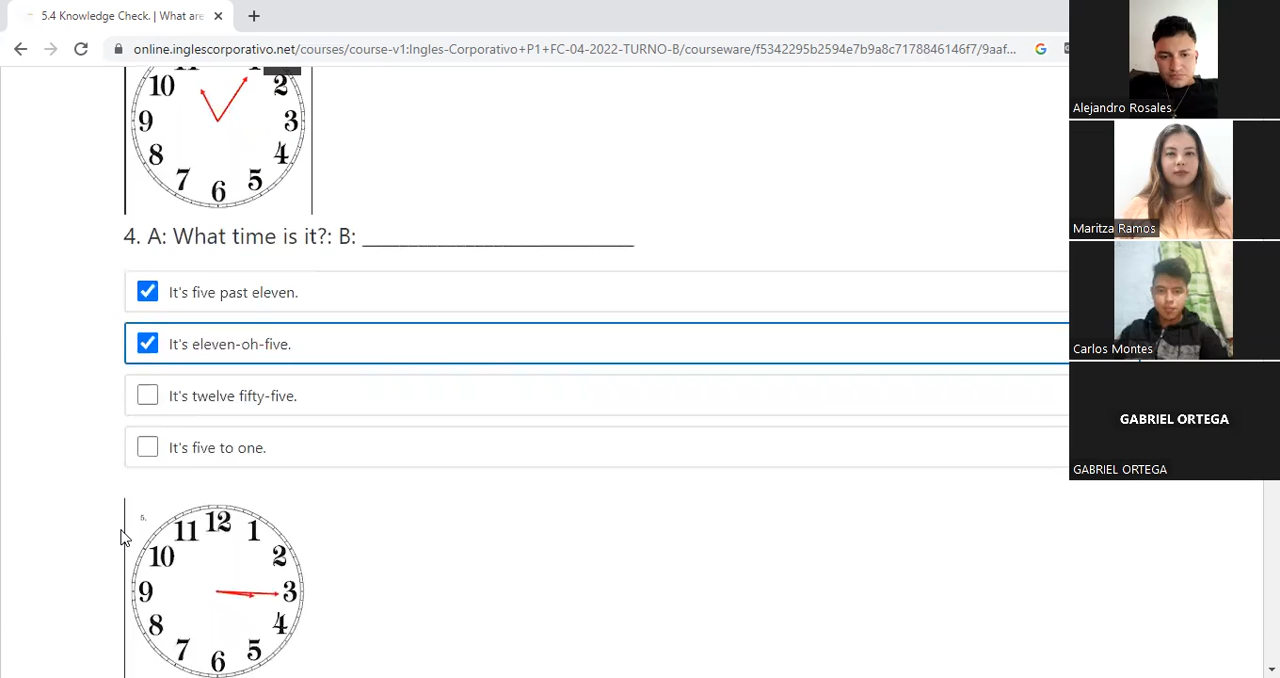 5.4 Knowledge Check. | What are
online.inglescorporativo.net/courses/course-v1:Ingles-Corporativo+P1+FC-04-2022-TURNO-B/courseware/f5342295b2594e7b9a8c7178846146f7/9aaf...
10
2
9
3
8
4
7
6
5
4. A: What time is it?: B: ____________________
It's five past eleven.
It's eleven-oh-five.
It's twelve fifty-five.
It's five to one.
5.
11
12
1
10
2
9
3
8
4
7
6
5
Alejandro Rosales
Maritza Ramos
Carlos Montes
GABRIEL ORTEGA
GABRIEL ORTEGA